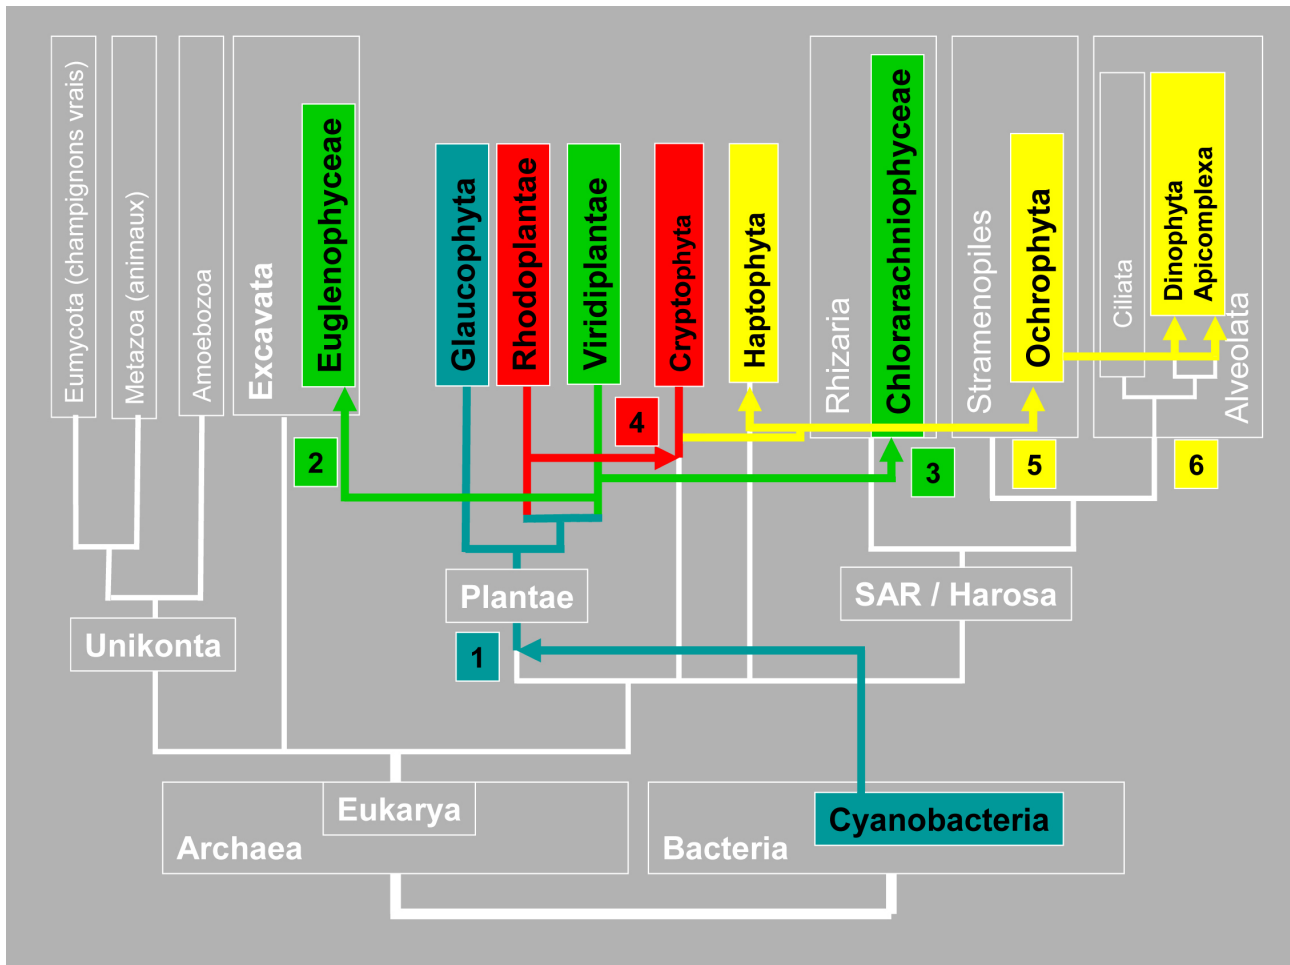 Eumycota (champignons vrais)
Metazoa (animaux)
Amoebozoa
Excavata
Euglenophyceae
Glaucophyta
Rhodoplantae
Viridiplantae
Cryptophyta
Haptophyta
Rhizaria
Chlorarachniophyceae
Stramenopiles
Ochrophyta
Ciliata
Dinophyta
Apicomplexa
Alveolata
4
2
3
5
6
Plantae
SAR / Harosa
Unikonta
1
Eukarya
Archaea
Cyanobacteria
Bacteria